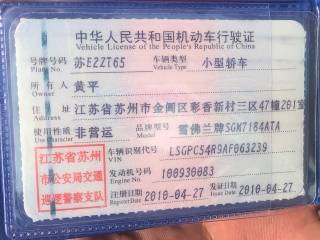 中华人民共和国机动车行驶证
Vehicle License of the People's Republic of China
号牌号码 苏E2ZT65 车辆类型 小型轿车
Plate No. Vehicle Type
所有人 黄平
Owner
住址 江苏省苏州市金阊区彩香新村三区47幢201室
Address
使用性质 非营运 品牌型号 雪佛兰牌SGM7184ATA
Use Character Model
江苏省苏州 车辆识别代号 LSGPC54R9AF063239
VIN
市公安局交通 发动机号码 100930083
Engine No.
巡逻警察支队 注册日期 2010-04-27 发证日期 2010-04-27
Register Date Issue Date